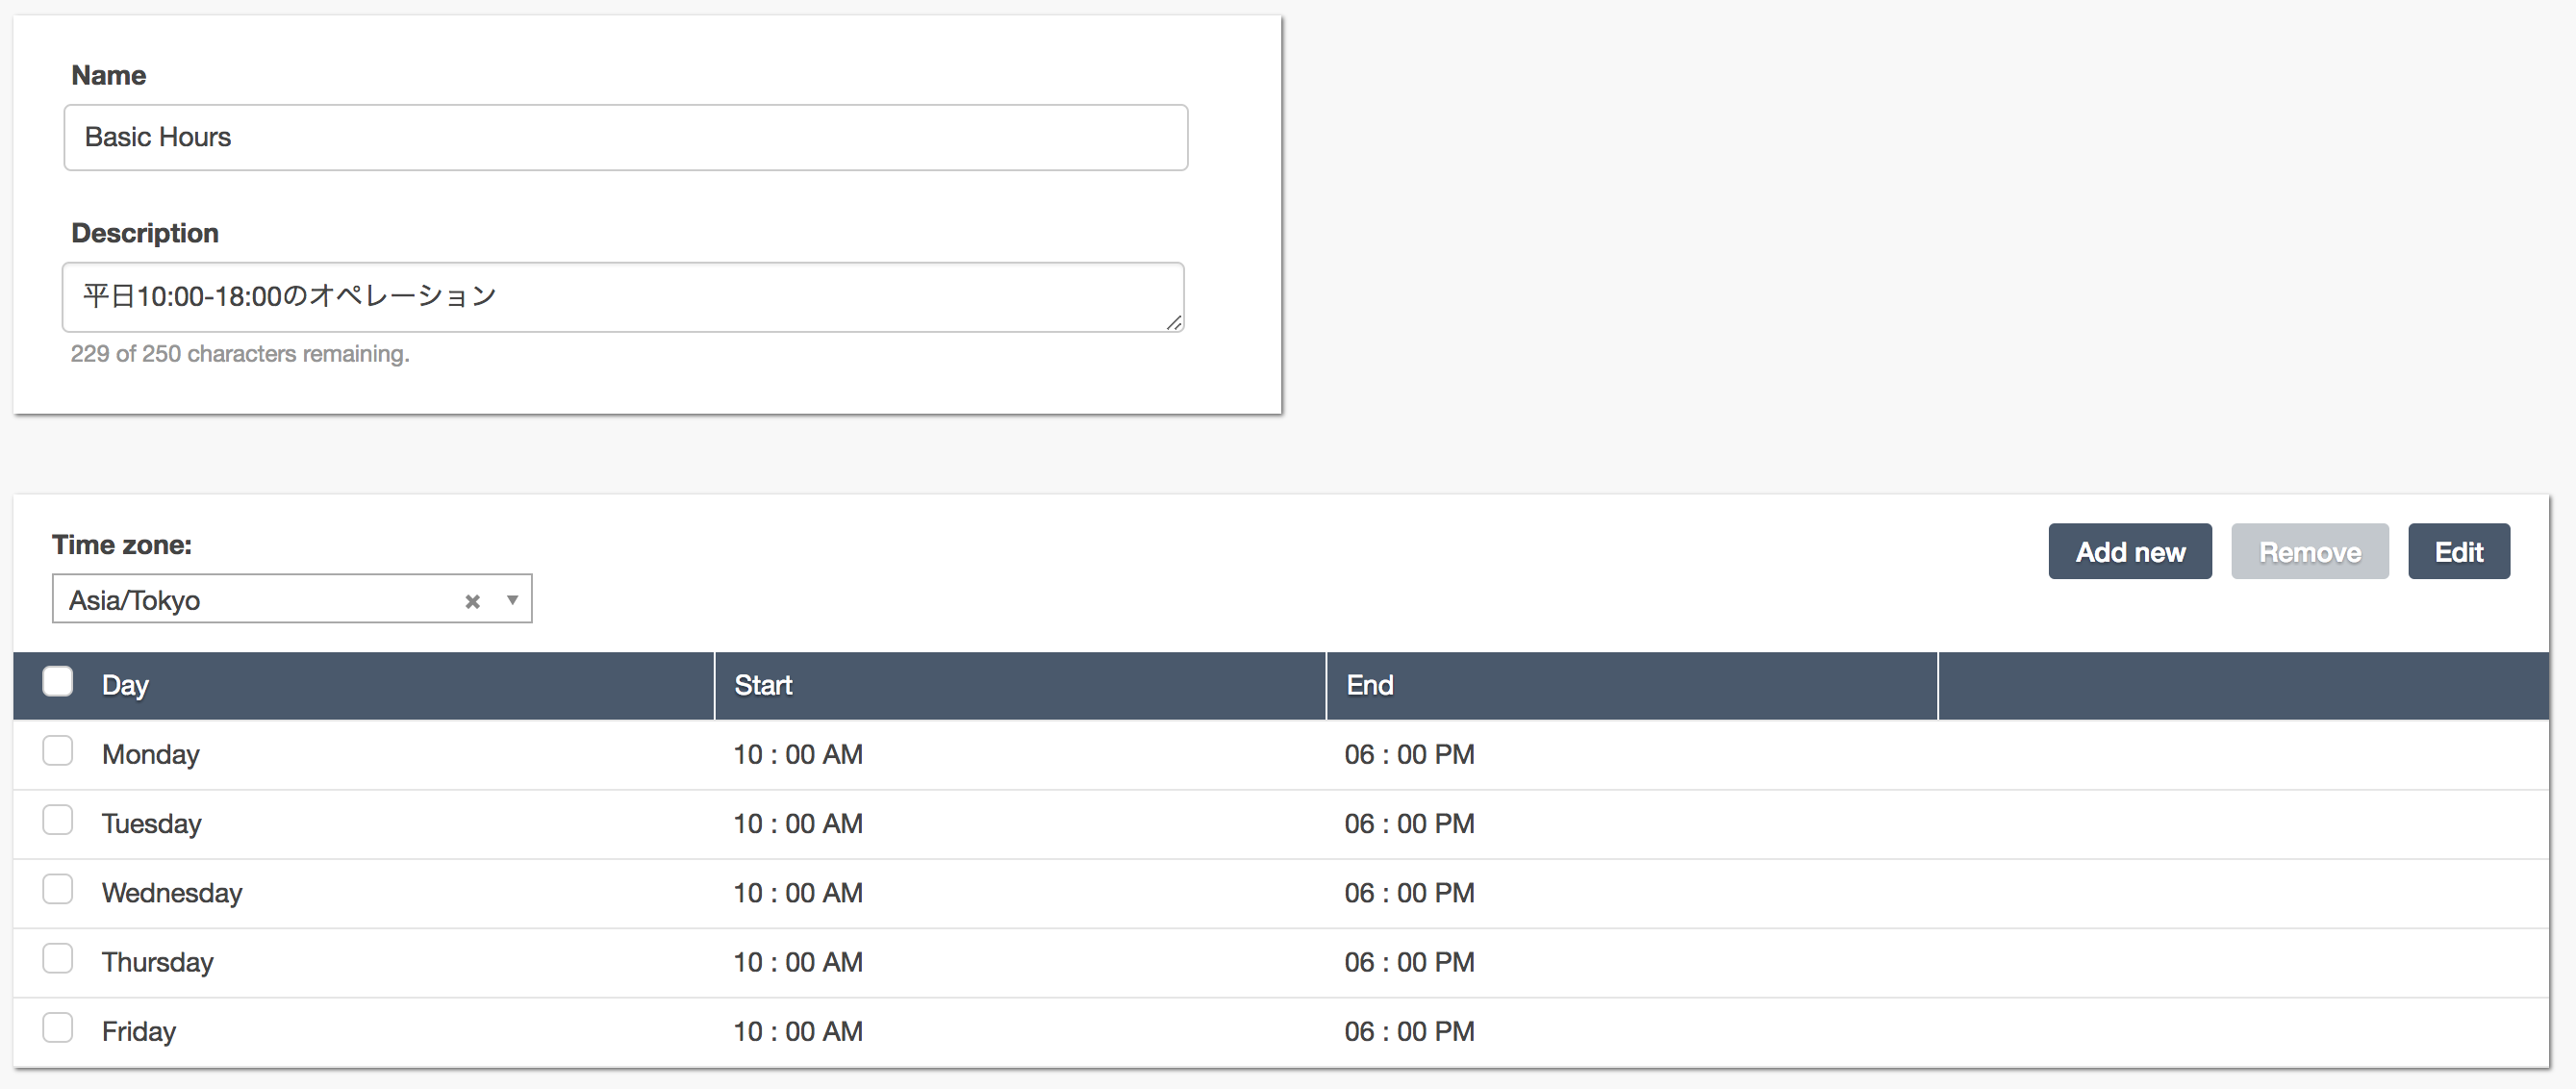 Name
Basic Hours
Description
平日10:00-18:00のオペレーション
229 of 250 characters remaining.
Time zone:
Asia/Tokyo
Add new Remove Edit
Day Start End
Monday 10 : 00 AM 06 : 00 PM
Tuesday 10 : 00 AM 06 : 00 PM
Wednesday 10 : 00 AM 06 : 00 PM
Thursday 10 : 00 AM 06 : 00 PM
Friday 10 : 00 AM 06 : 00 PM